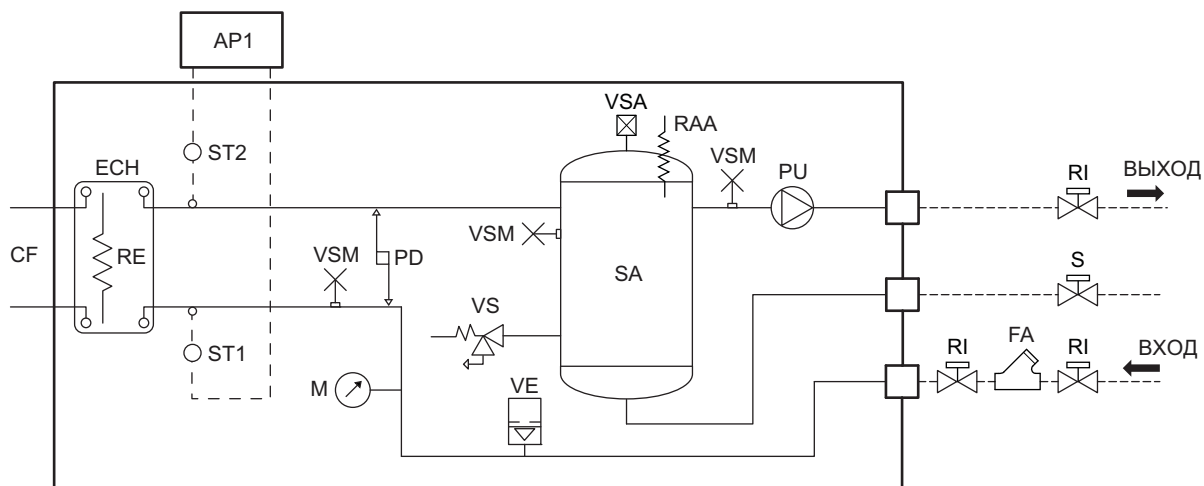 AP1
VSA
RAA
ST2
VSM
ECH
PU
RI
ВЫХОД
VSM
VSM
CF
RE
PD
SA
S
VS
ST1
FA
RI
RI
ВХОД
M
VE